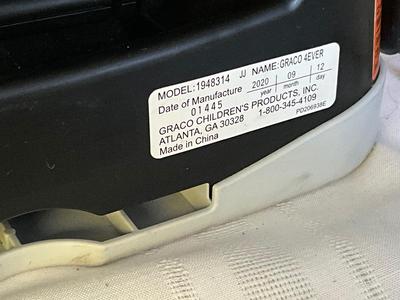 MODEL:1948314 JJ NAME:GRACO 4EVER
Date of Manufacture 2020 09 12
01445 year month day
GRACO CHILDREN'S PRODUCTS, INC.
ATLANTA, GA 30328 1-800-345-4109
Made in China PD206938E